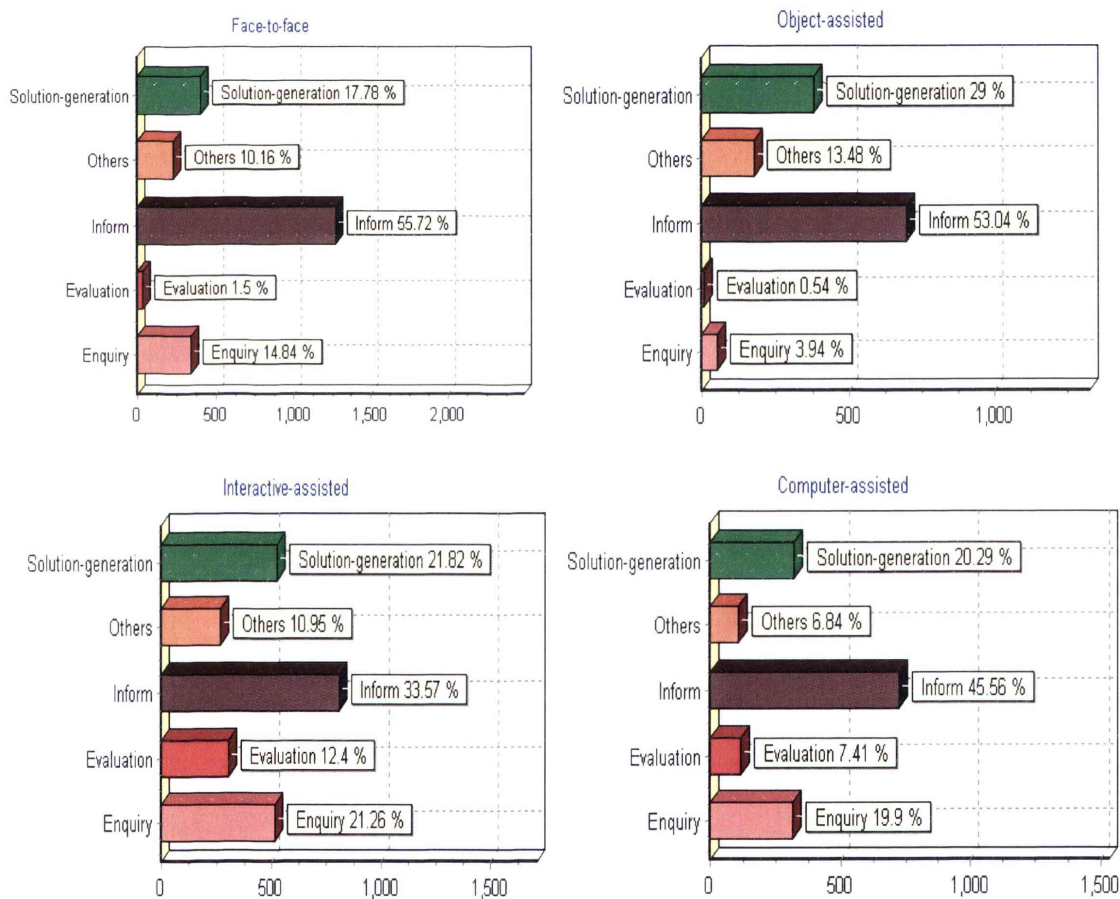 Face-to-face
Solution-generation
Solution-generation 17.78 %
Others
Others 10.16 %
Inform
Inform 55.72 %
Evaluation
Evaluation 1.5 %
Enquiry
Enquiry 14.84 %
0 500 1,000 1,500 2,000
Object-assisted
Solution-generation
Solution-generation 29 %
Others
Others 13.48 %
Inform
Inform 53.04 %
Evaluation
Evaluation 0.54 %
Enquiry
Enquiry 3.94 %
0 500 1,000
Interactive-assisted
Solution-generation
Solution-generation 21.82 %
Others
Others 10.95 %
Inform
Inform 33.57 %
Evaluation
Evaluation 12.4 %
Enquiry
Enquiry 21.26 %
0 500 1,000 1,500
Computer-assisted
Solution-generation
Solution-generation 20.29 %
Others
Others 6.84 %
Inform
Inform 45.56 %
Evaluation
Evaluation 7.41 %
Enquiry
Enquiry 19.9 %
0 500 1,000 1,500